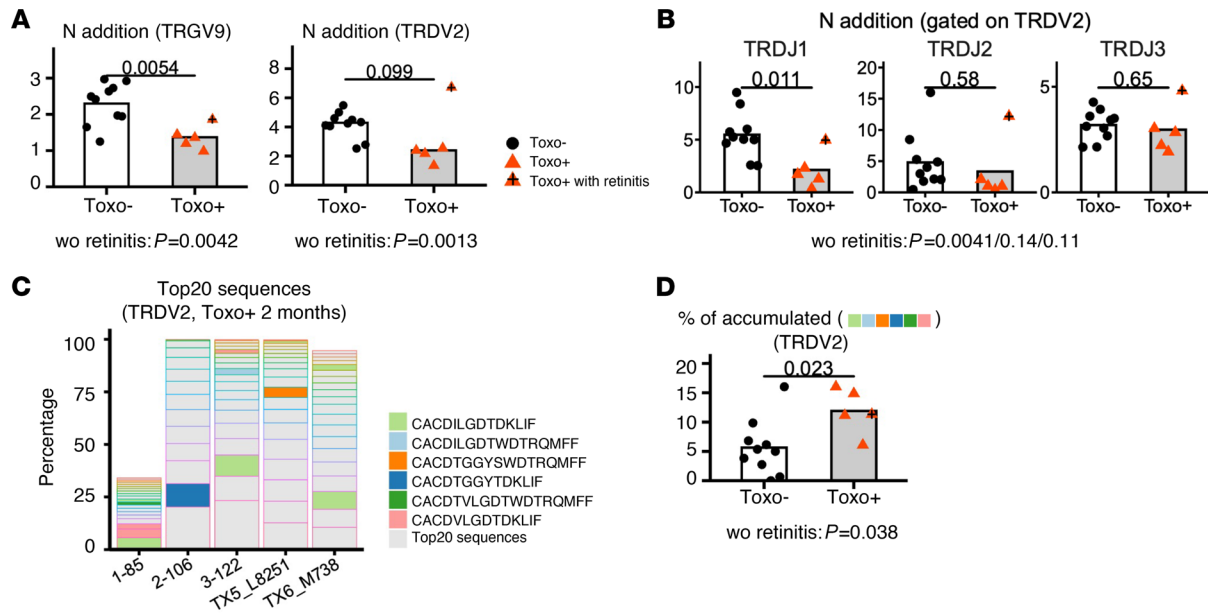 A
N addition (TRGV9)
0.0054
3
2
1
0
Toxo-
Toxo+
wo retinitis: P=0.0042
N addition (TRDV2)
0.099
8
6
4
2
0
Toxo-
Toxo+
wo retinitis: P=0.0013
Toxo-
Toxo+
Toxo+ with retinitis
B
N addition (gated on TRDV2)
TRDJ1
0.011
10
5
0
Toxo-
Toxo+
TRDJ2
0.58
20
15
10
5
0
Toxo-
Toxo+
TRDJ3
0.65
5
0
Toxo-
Toxo+
wo retinitis: P=0.0041/0.14/0.11
C
Top20 sequences
(TRDV2, Toxo+ 2 months)
Percentage
100
75
50
25
0
1-85
2-106
3-122
TX5_L8251
TX6_M738
CACDILGDTDKLIF
CACDILGDTWDTRQMFF
CACDTGGYSWDTRQMFF
CACDTGGYTDKLIF
CACDTVLGDTWDTRQMFF
CACDVLGDTDKLIF
Top20 sequences
D
% of accumulated ( )
(TRDV2)
0.023
20
15
10
5
0
Toxo-
Toxo+
wo retinitis: P=0.038